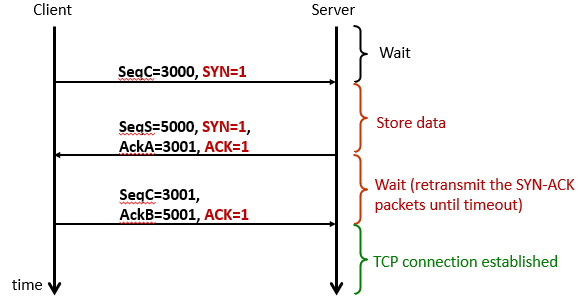 Client
Server
Wait
SeqC=3000, SYN=1
Store data
SeqS=5000, SYN=1,
AckA=3001, ACK=1
Wait (retransmit the SYN-ACK
packets until timeout)
SeqC=3001,
AckB=5001, ACK=1
TCP connection established
time